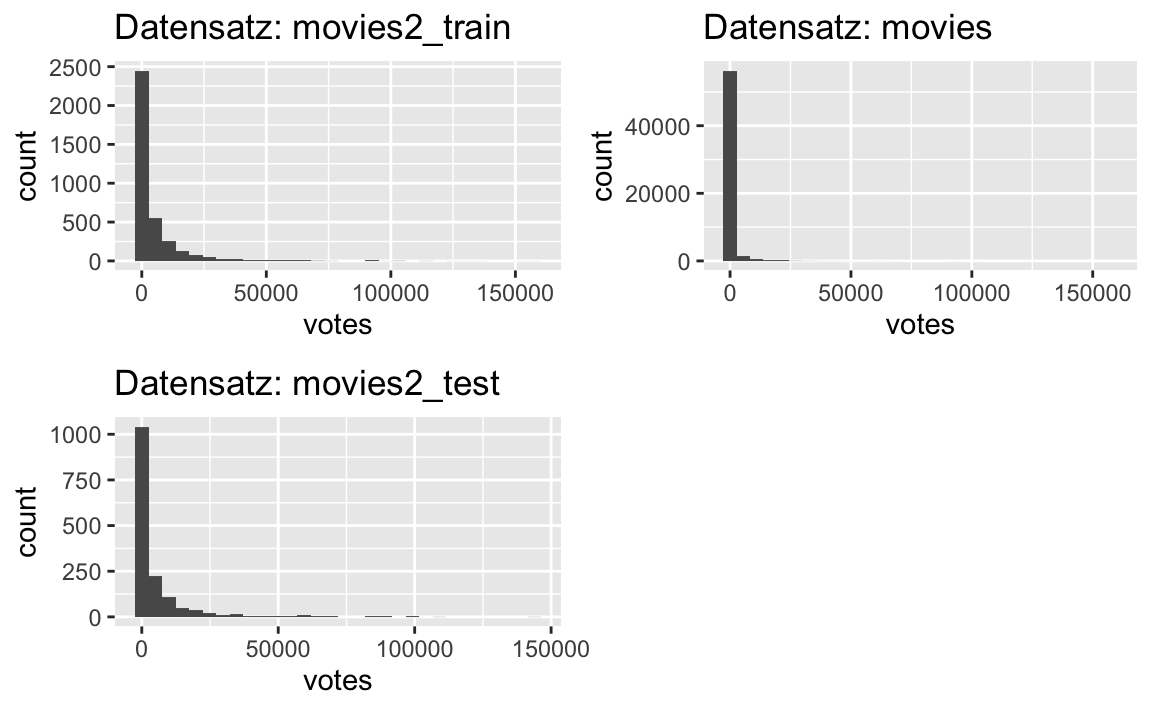 Datensatz: movies2_train
2500
2000
1500
1000
500
0
count
0 50000 100000 150000
votes
Datensatz: movies
40000
20000
0
count
0 50000 100000 150000
votes
Datensatz: movies2_test
1000
750
500
250
0
count
0 50000 100000 150000
votes